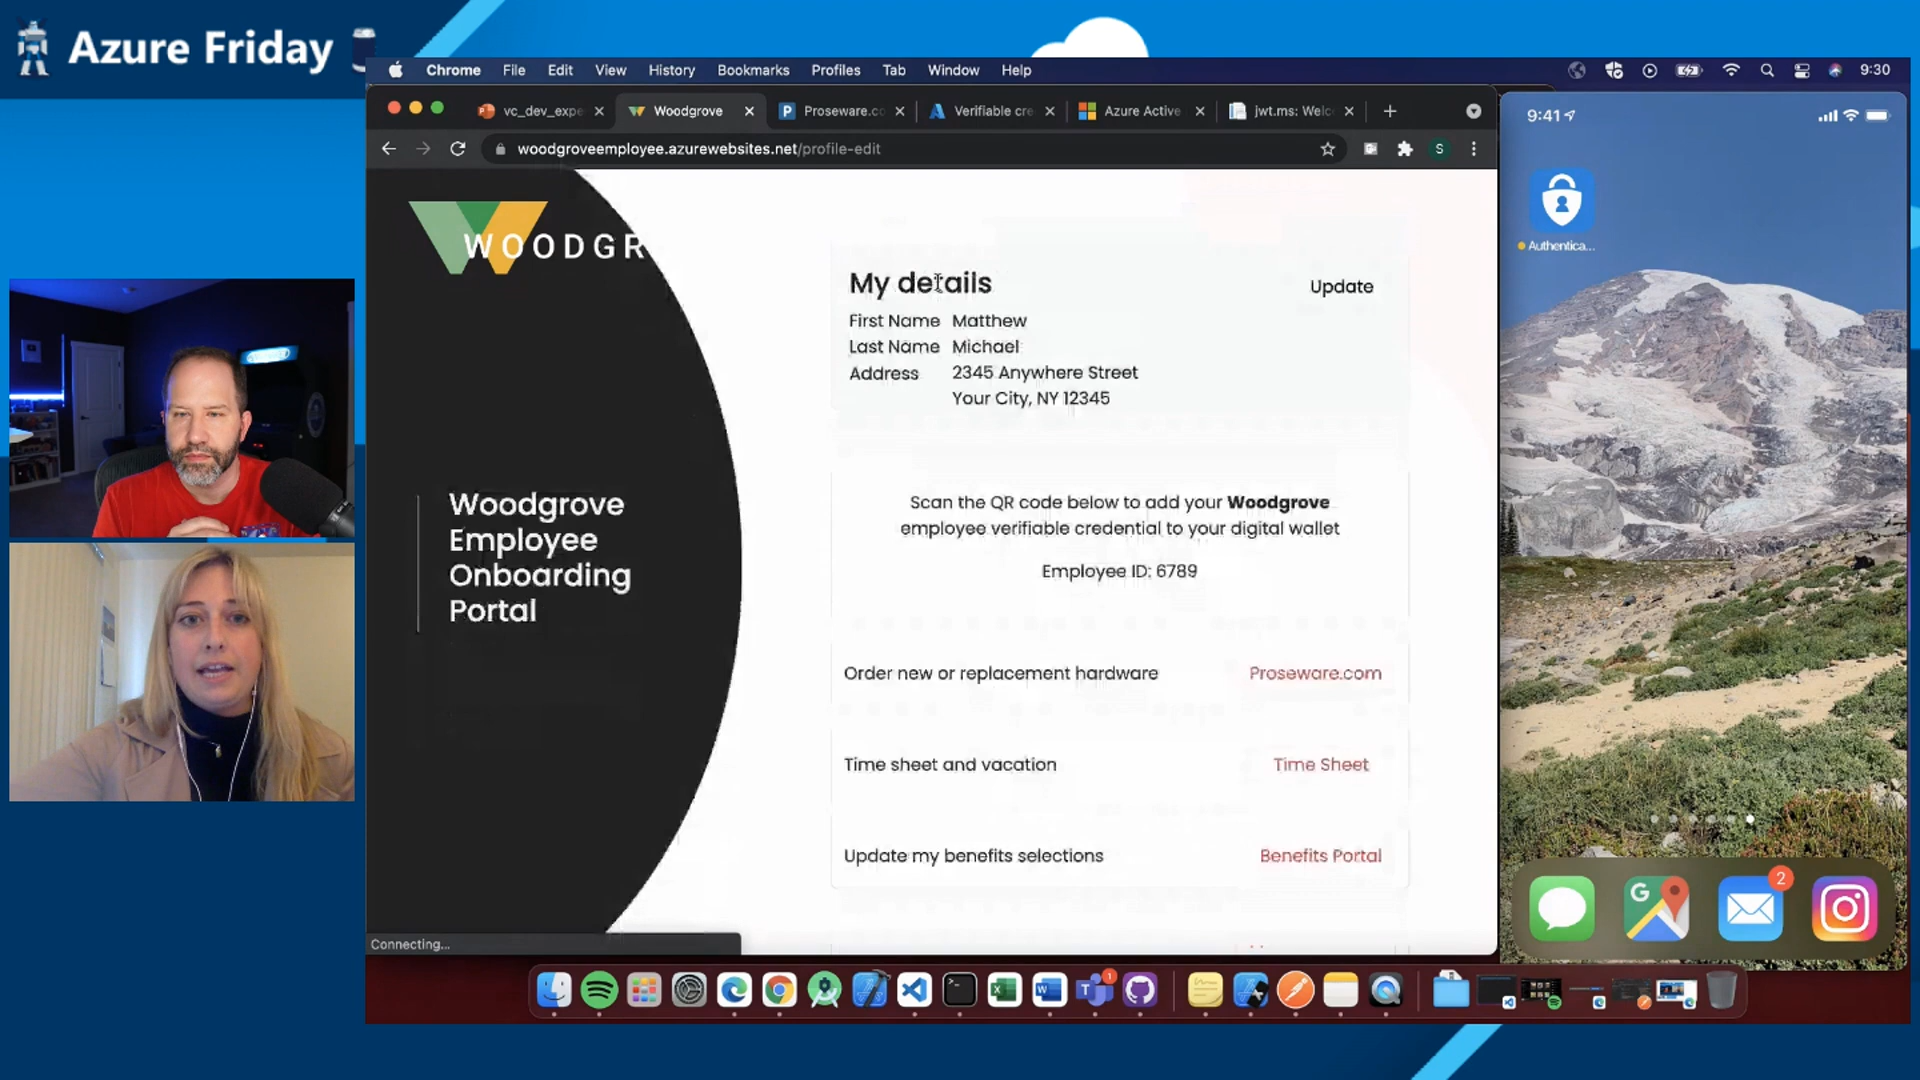 Azure Friday
Chrome File Edit View History Bookmarks Profiles Tab Window Help
9:30
vc_dev_expe
Woodgrove
Proseware.co
Verifiable cre
Azure Active
jwt.ms: Welc
woodgroveemployee.azurewebsites.net/profile-edit
S
9:41
Authentica...
WOODGR
Woodgrove
Employee
Onboarding
Portal
My details
Update
First Name Matthew
Last Name Michael
Address 2345 Anywhere Street
Your City, NY 12345
Scan the QR code below to add your Woodgrove
employee verifiable credential to your digital wallet
Employee ID: 6789
Order new or replacement hardware Proseware.com
Time sheet and vacation Time Sheet
Update my benefits selections Benefits Portal
Connecting...
2
1